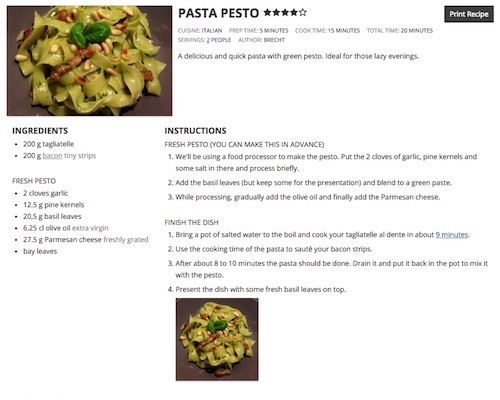 PASTA PESTO
Print Recipe
CUISINE: ITALIAN PREP TIME: 5 MINUTES COOK TIME: 15 MINUTES TOTAL TIME: 20 MINUTES
SERVINGS: 2 PEOPLE AUTHOR: BRECHT
A delicious and quick pasta with green pesto. Ideal for those lazy evenings.
INGREDIENTS
• 200 g tagliatelle
• 200 g bacon tiny strips
FRESH PESTO
• 2 cloves garlic
• 12.5 g pine kernels
• 20,5 g basil leaves
• 6.25 cl olive oil extra virgin
• 27.5 g Parmesan cheese freshly grated
• bay leaves
INSTRUCTIONS
FRESH PESTO (YOU CAN MAKE THIS IN ADVANCE)
1. We'll be using a food processor to make the pesto. Put the 2 cloves of garlic, pine kernels and
some salt in there and process briefly.
2. Add the basil leaves (but keep some for the presentation) and blend to a green paste.
3. While processing, gradually add the olive oil and finally add the Parmesan cheese.
FINISH THE DISH
1. Bring a pot of salted water to the boil and cook your tagliatelle al dente in about 9 minutes.
2. Use the cooking time of the pasta to sauté your bacon strips.
3. After about 8 to 10 minutes the pasta should be done. Drain it and put it back in the pot to mix it
with the pesto.
4. Present the dish with some fresh basil leaves on top.